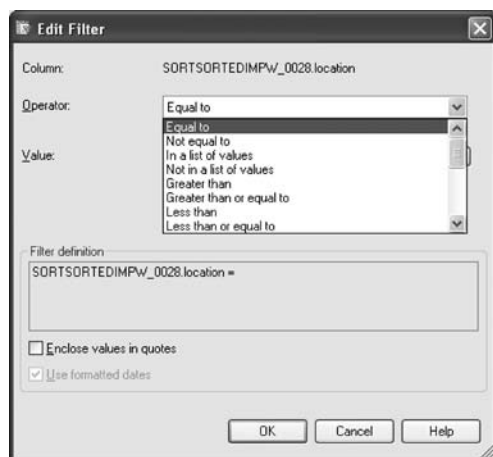 Edit Filter
Column: SORTSORTEDIMPW_0028.location
Operator: Equal to
Equal to
Not equal to
In a list of values
Not in a list of values
Greater than
Greater than or equal to
Less than
Less than or equal to
Value:
Filter definition
SORTSORTEDIMPW_0028.location =
Enclose values in quotes
Use formatted dates
OK Cancel Help